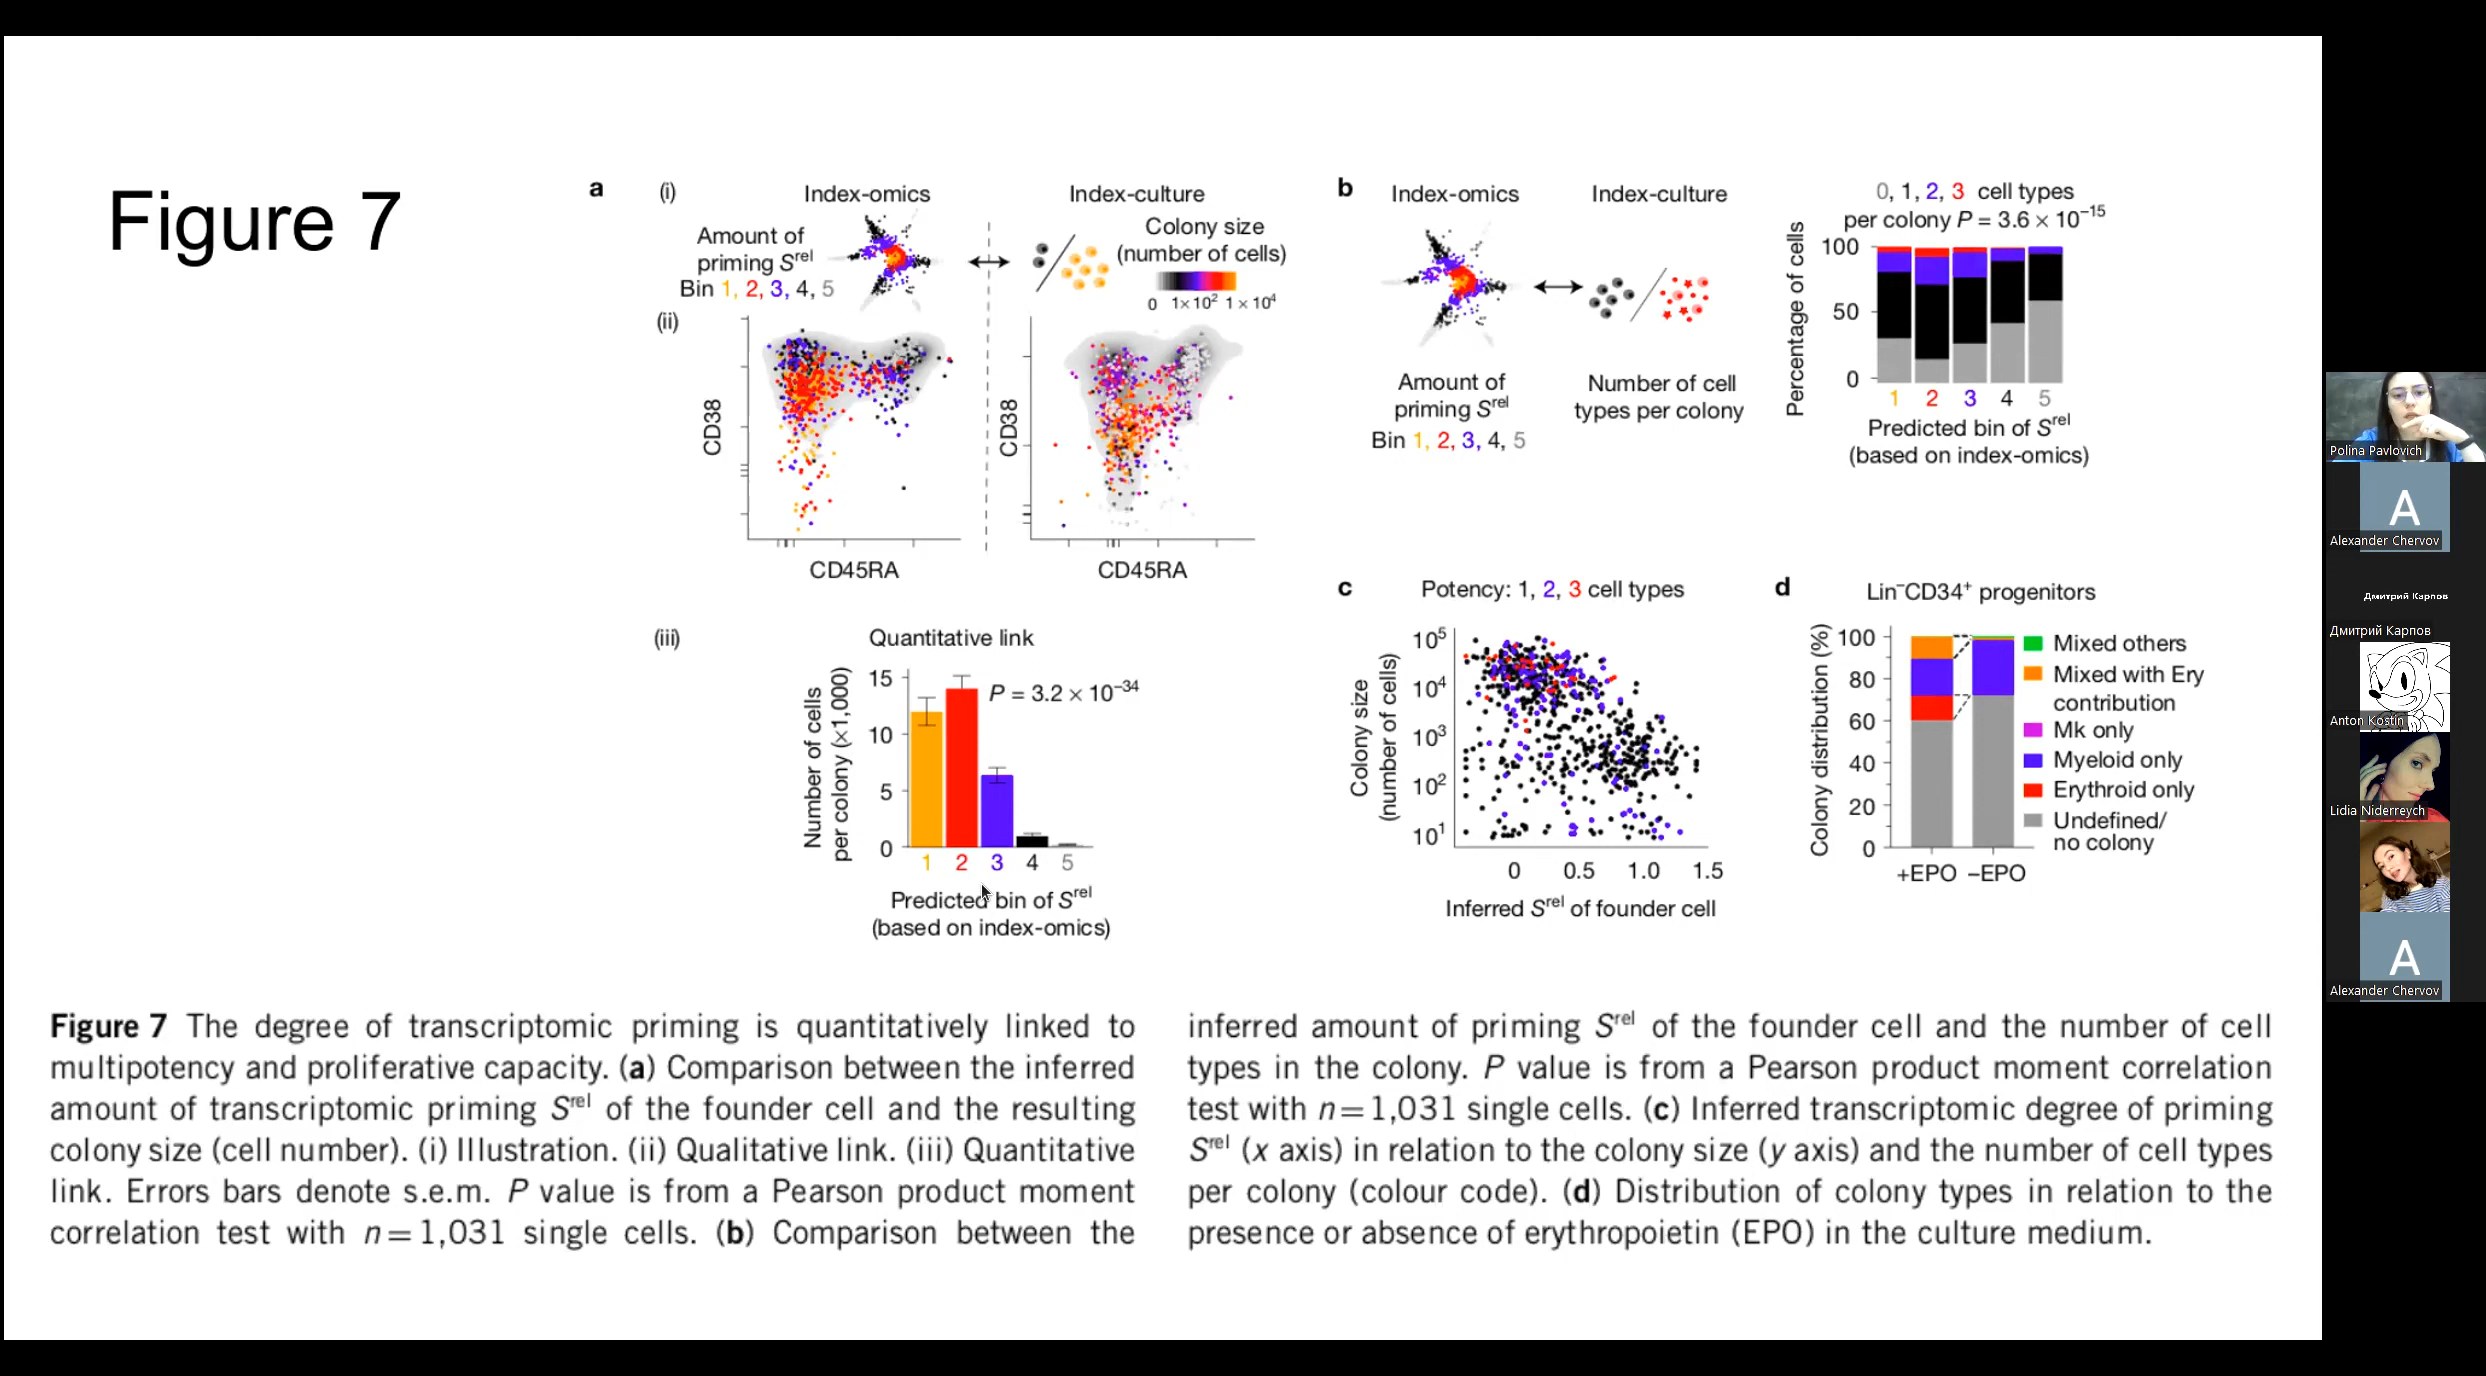 Figure 7
a
(i)
Index-omics
Index-culture
Amount of
priming Srel
Bin 1, 2, 3, 4, 5
Colony size
(number of cells)
0 1×10² 1×10⁴
(ii)
CD38
CD45RA
CD38
CD45RA
(iii)
Quantitative link
P = 3.2 × 10⁻³⁴
Number of cells
per colony (×1,000)
15
10
5
0
1 2 3 4 5
Predicted bin of Srel
(based on index-omics)
b
Index-omics
Index-culture
Amount of
priming Srel
Bin 1, 2, 3, 4, 5
Number of cell
types per colony
0, 1, 2, 3 cell types
per colony P = 3.6 × 10⁻¹⁵
Percentage of cells
100
50
0
1 2 3 4 5
Predicted bin of Srel
(based on index-omics)
c
Potency: 1, 2, 3 cell types
Colony size
(number of cells)
10⁵
10⁴
10³
10²
10¹
0 0.5 1.0 1.5
Inferred Srel of founder cell
d
Lin⁻CD34⁺ progenitors
Colony distribution (%)
100
80
60
40
20
0
+EPO −EPO
Mixed others
Mixed with Ery
contribution
Mk only
Myeloid only
Erythroid only
Undefined/
no colony
Figure 7 The degree of transcriptomic priming is quantitatively linked to
multipotency and proliferative capacity. (a) Comparison between the inferred
amount of transcriptomic priming Srel of the founder cell and the resulting
colony size (cell number). (i) Illustration. (ii) Qualitative link. (iii) Quantitative
link. Errors bars denote s.e.m. P value is from a Pearson product moment
correlation test with n = 1,031 single cells. (b) Comparison between the
inferred amount of priming Srel of the founder cell and the number of cell
types in the colony. P value is from a Pearson product moment correlation
test with n = 1,031 single cells. (c) Inferred transcriptomic degree of priming
Srel (x axis) in relation to the colony size (y axis) and the number of cell types
per colony (colour code). (d) Distribution of colony types in relation to the
presence or absence of erythropoietin (EPO) in the culture medium.
Polina Pavlovich
A
Alexander Chervov
Дмитрий Карпов
Дмитрий Карпов
Anton Kostin
Lidia Niderreych
A
Alexander Chervov